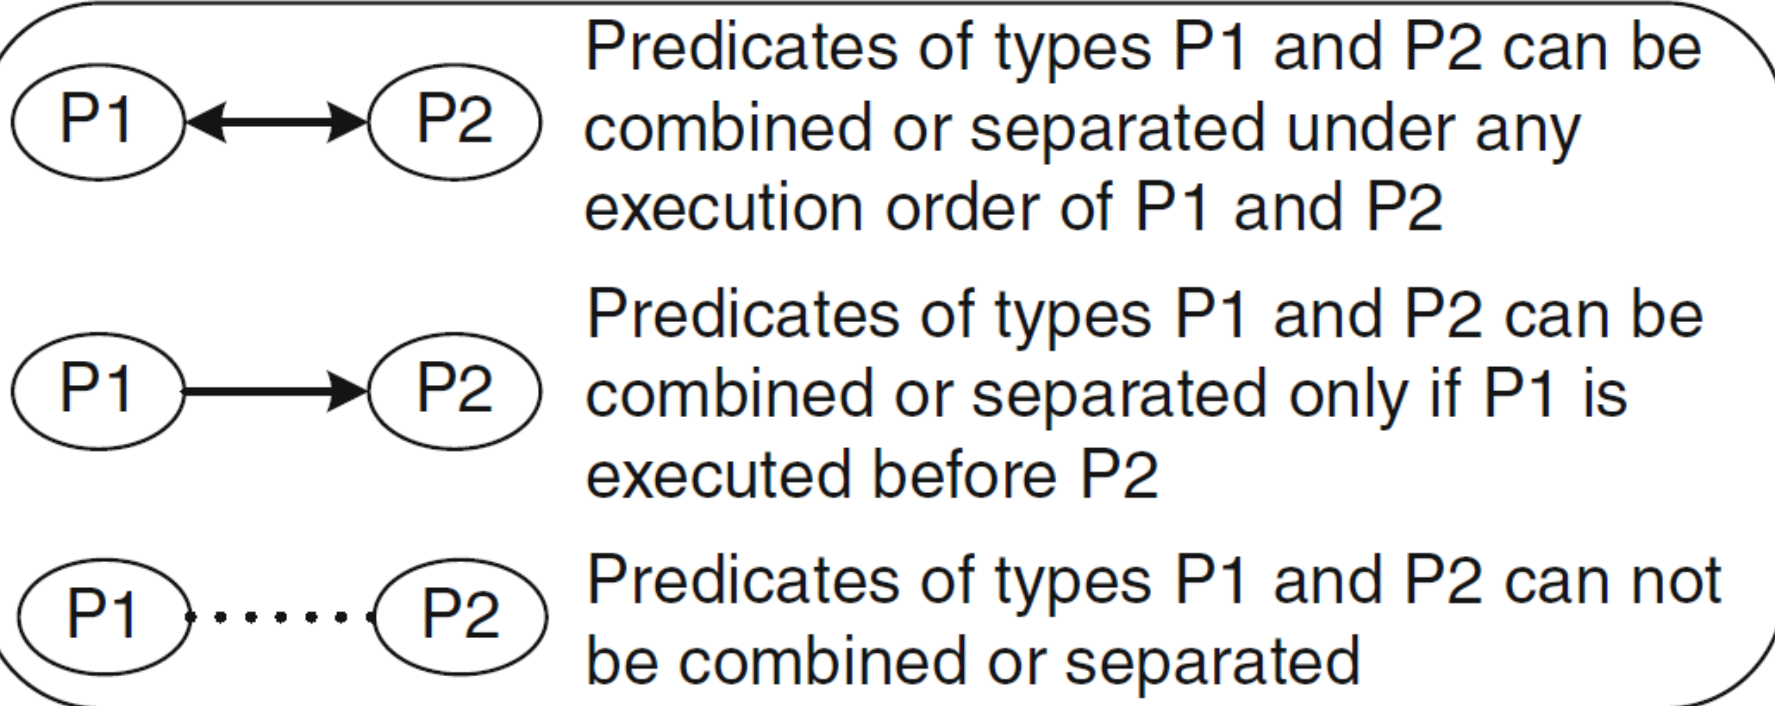 P1 P2 Predicates of types P1 and P2 can be
combined or separated under any
execution order of P1 and P2
P1 P2 Predicates of types P1 and P2 can be
combined or separated only if P1 is
executed before P2
P1 P2 Predicates of types P1 and P2 can not
be combined or separated